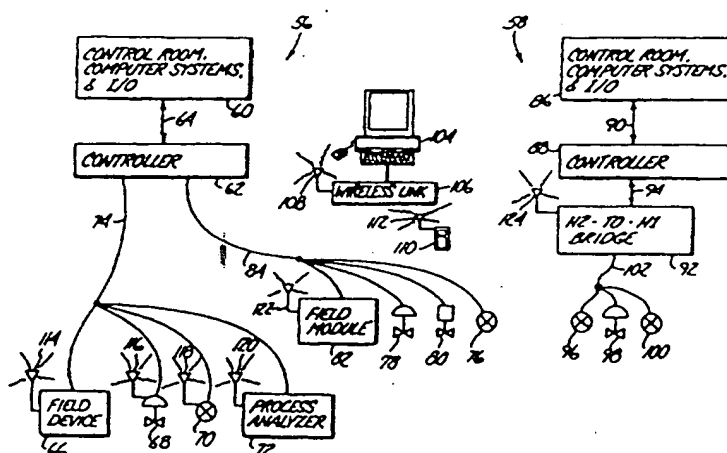 56
58
CONTROL ROOM,
COMPUTER SYSTEMS,
& I/O
60
64
CONTROLLER
62
74
84
104
WIRELESS LINK
106
108
112
110
CONTROL ROOM
COMPUTER SYSTEMS
& I/O
86
90
88
CONTROLLER
94
124
H2-TO-H1
BRIDGE
92
102
96
98
100
122
FIELD
MODULE
82
78
80
76
114
116
118
120
FIELD
DEVICE
66
68
70
PROCESS
ANALYZER
72